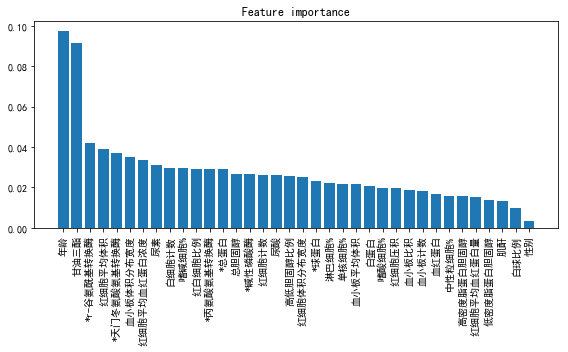 Feature importance
0.10
0.08
0.06
0.04
0.02
0.00
年龄
甘油三酯
*r-谷氨酰基转换酶
红细胞平均体积
*天门冬氨酸氨基转换酶
血小板体积分布宽度
红细胞平均血红蛋白浓度
尿素
白细胞计数
嗜碱细胞%
红白细胞比例
*丙氨酸氨基转换酶
*总蛋白
总胆固醇
*碱性磷酸酶
红细胞计数
尿酸
高低胆固醇比例
红细胞体积分布宽度
*球蛋白
淋巴细胞%
单核细胞%
血小板平均体积
白蛋白
嗜酸细胞%
红细胞压积
血小板比积
血小板计数
血红蛋白
中性粒细胞%
高密度脂蛋白胆固醇
红细胞平均血红蛋白量
低密度脂蛋白胆固醇
肌酐
白球比例
性别